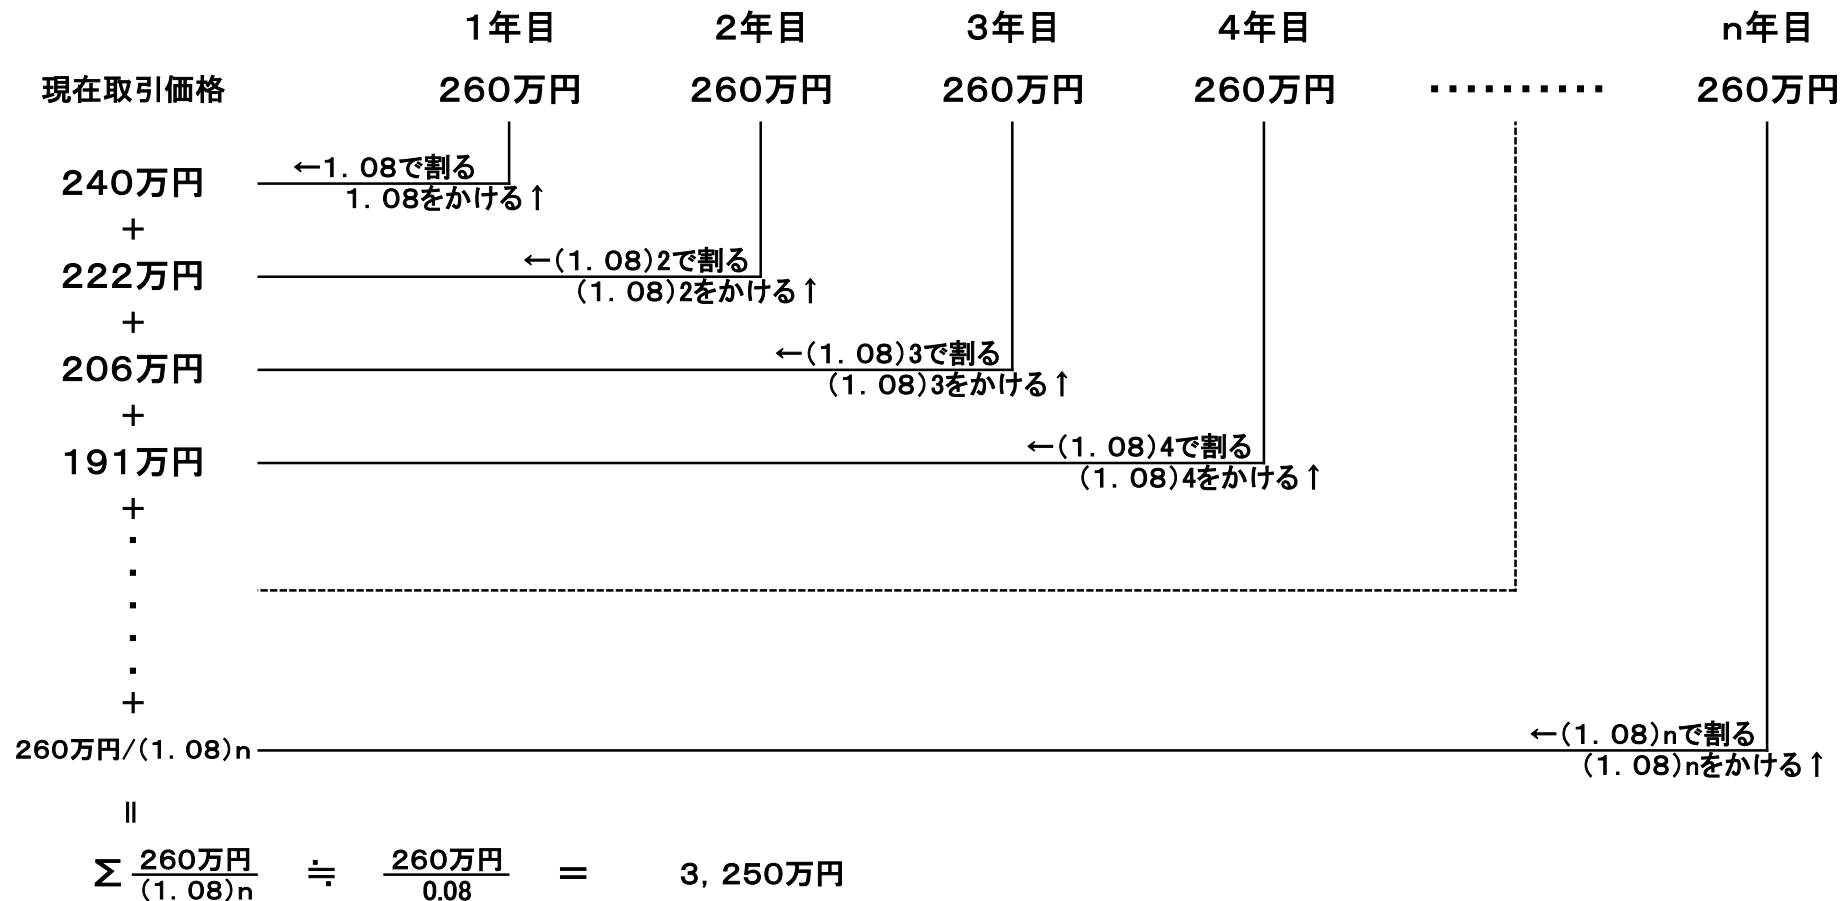 1年目 2年目 3年目 4年目 n年目
現在取引価格 260万円 260万円 260万円 260万円 ・・・・・・・・・・ 260万円
←1.08で割る
240万円
1.08をかける↑
+
←(1.08)2で割る
222万円
(1.08)2をかける↑
+
←(1.08)3で割る
206万円
(1.08)3をかける↑
+
←(1.08)4で割る
191万円
(1.08)4をかける↑
+
・
・
・
・
・
+
←(1.08)nで割る
260万円/(1.08)n
(1.08)nをかける↑
=
260万円 260万円
Σ ≒ = 3,250万円
(1.08)n 0.08